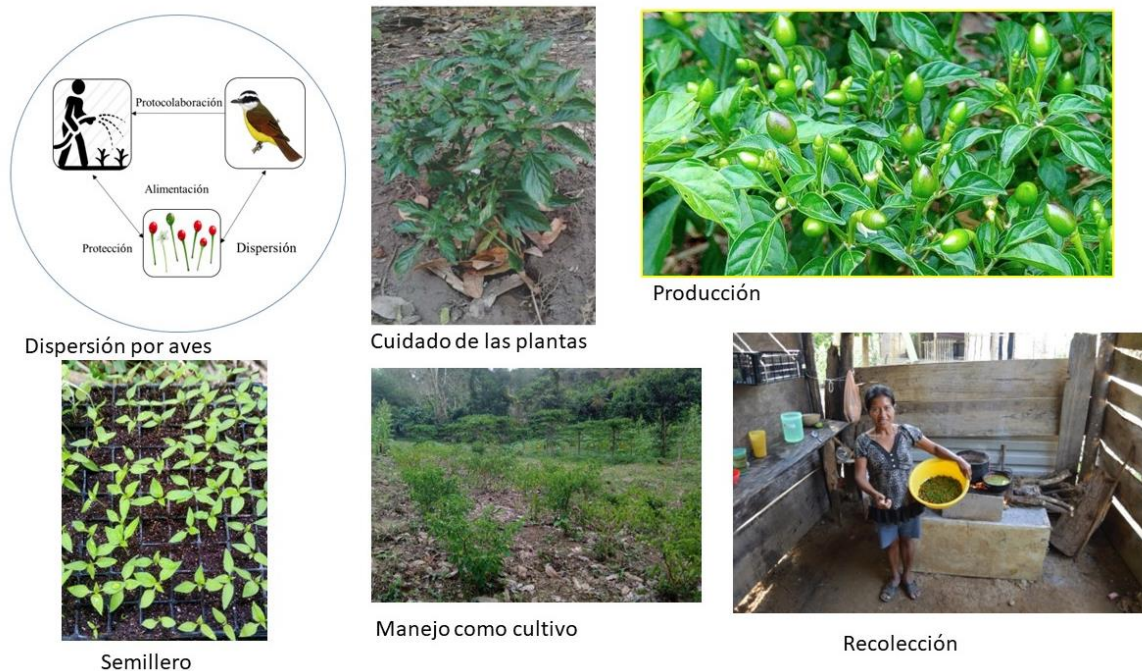 Protocolaboración
Alimentación
Protección
Dispersión
Dispersión por aves
Cuidado de las plantas
Producción
Semillero
Manejo como cultivo
Recolección